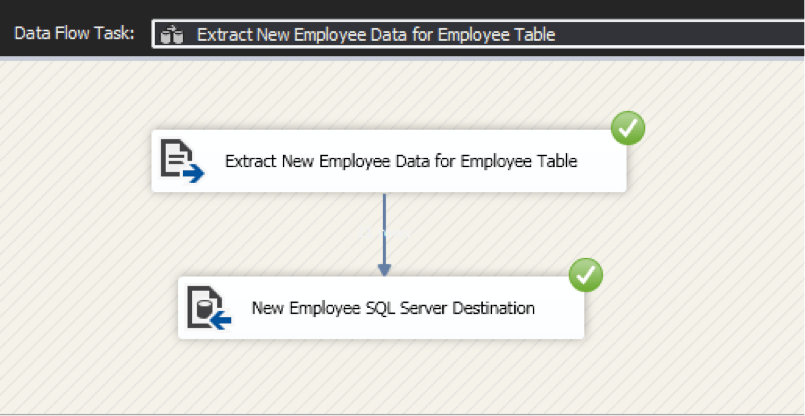 Data Flow Task: Extract New Employee Data for Employee Table
Extract New Employee Data for Employee Table
New Employee SQL Server Destination